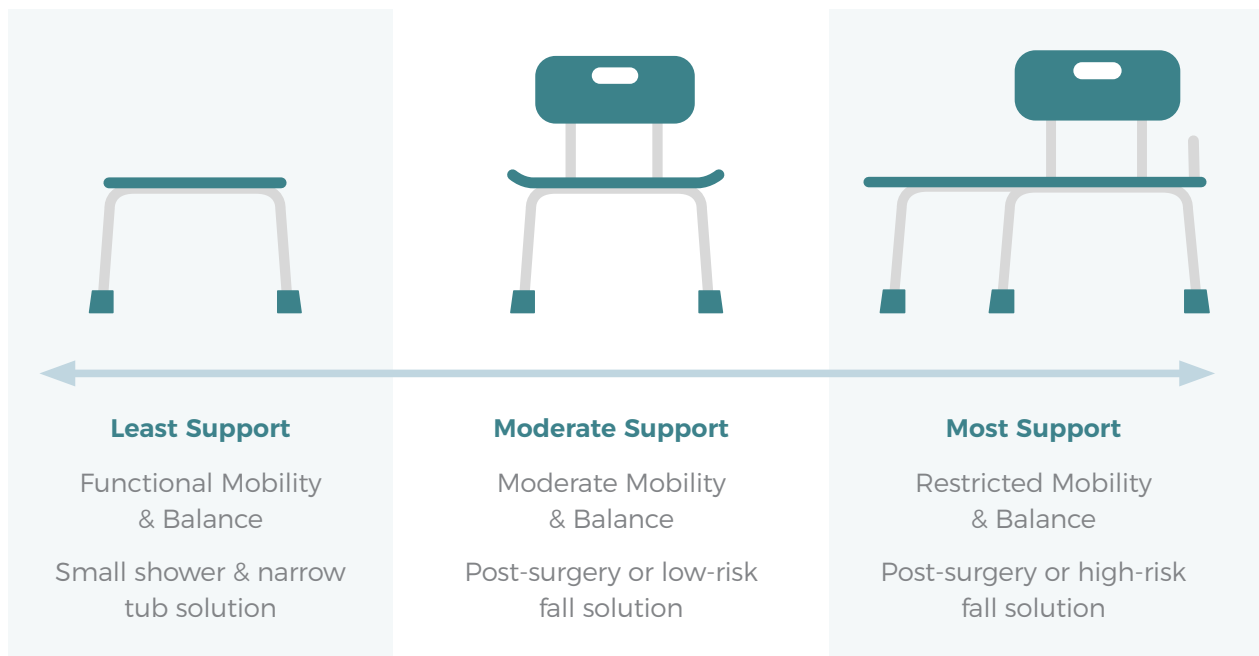 Least Support
Functional Mobility
& Balance
Small shower & narrow
tub solution
Moderate Support
Moderate Mobility
& Balance
Post-surgery or low-risk
fall solution
Most Support
Restricted Mobility
& Balance
Post-surgery or high-risk
fall solution